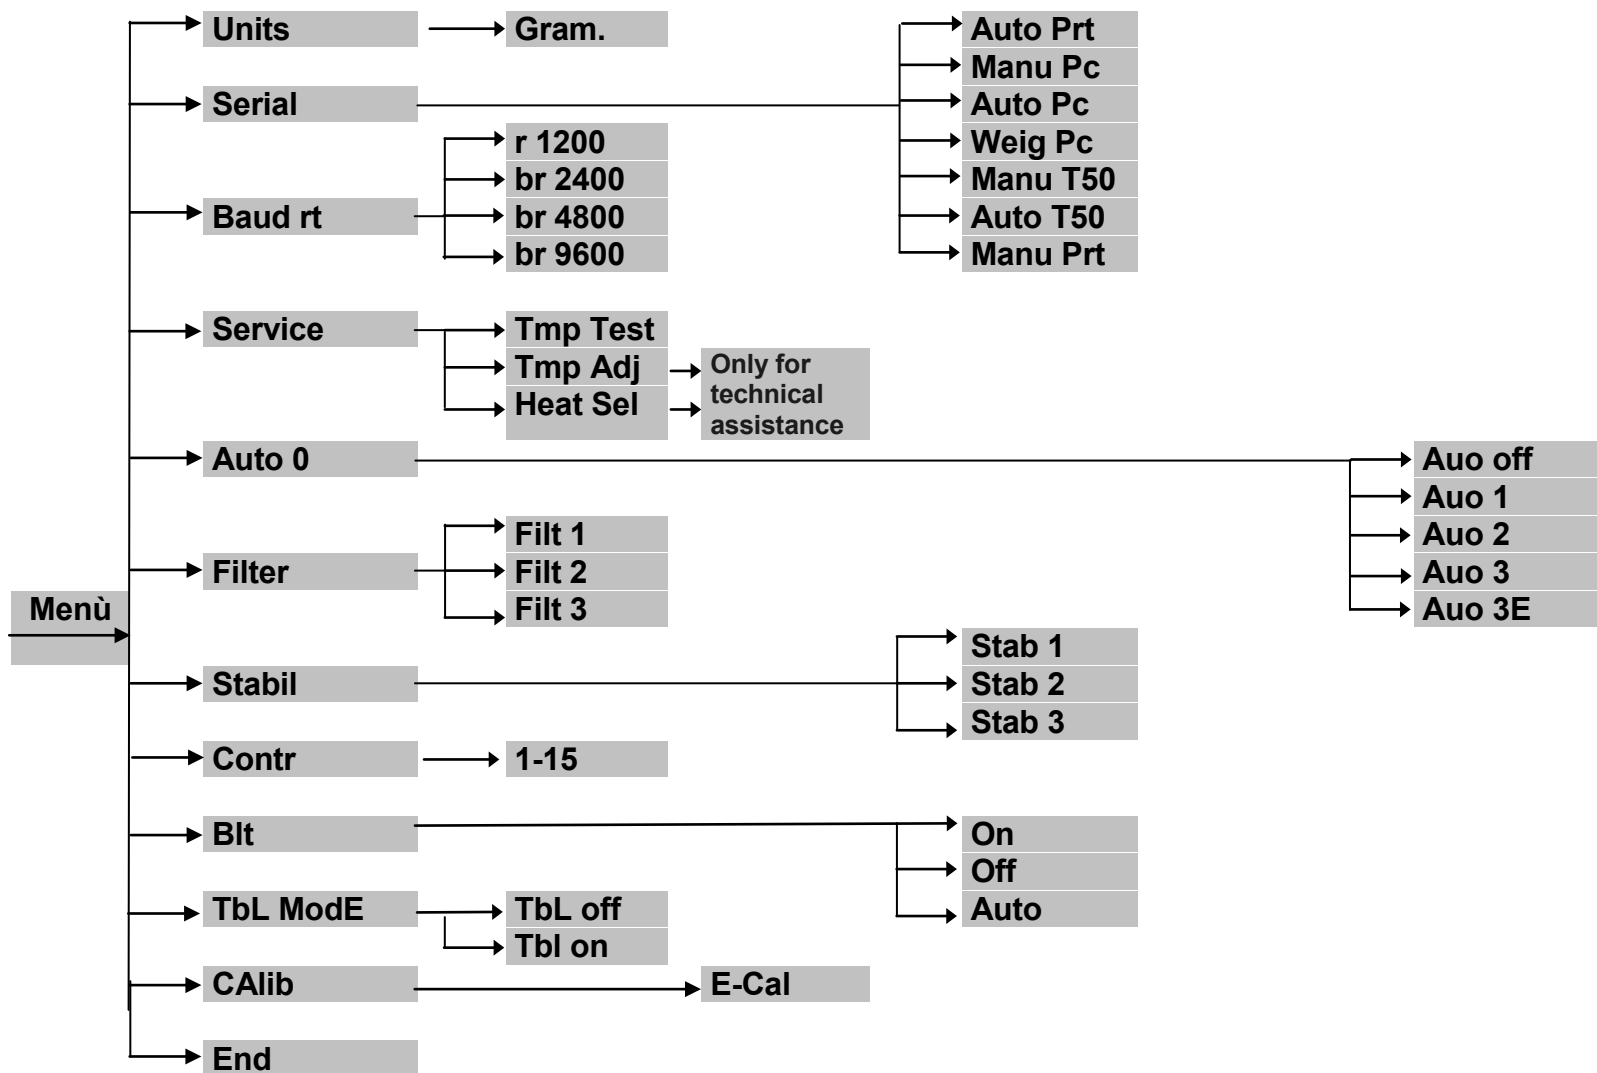 Menù
Units
Gram.
Serial
Auto Prt
Manu Pc
Auto Pc
Weig Pc
Manu T50
Auto T50
Manu Prt
Baud rt
r 1200
br 2400
br 4800
br 9600
Service
Tmp Test
Tmp Adj
Heat Sel
Only for
technical
assistance
Auto 0
Auo off
Auo 1
Auo 2
Auo 3
Auo 3E
Filter
Filt 1
Filt 2
Filt 3
Stabil
Stab 1
Stab 2
Stab 3
Contr
1-15
Blt
On
Off
Auto
TbL ModE
TbL off
Tbl on
CAlib
E-Cal
End